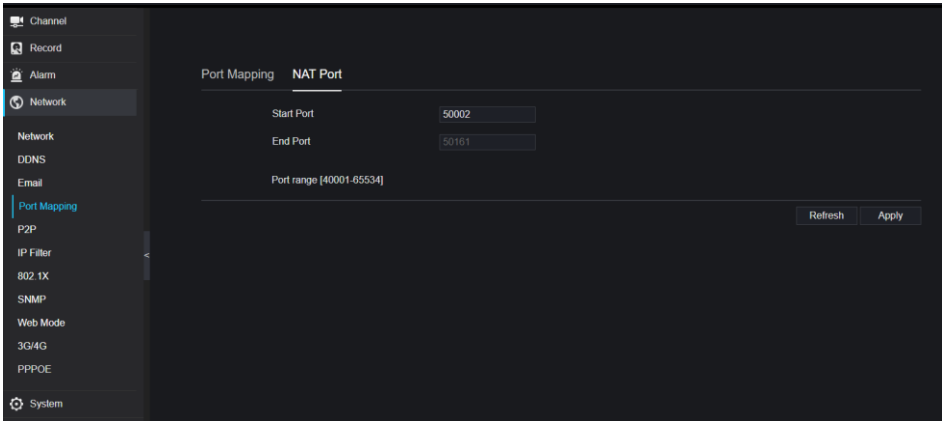 Channel
Record
Alarm
Network
Network
DDNS
Email
Port Mapping
P2P
IP Filter
802.1X
SNMP
Web Mode
3G/4G
PPPOE
System
<
Port Mapping NAT Port
Start Port 50002
End Port 50161
Port range [40001-65534]
Refresh Apply